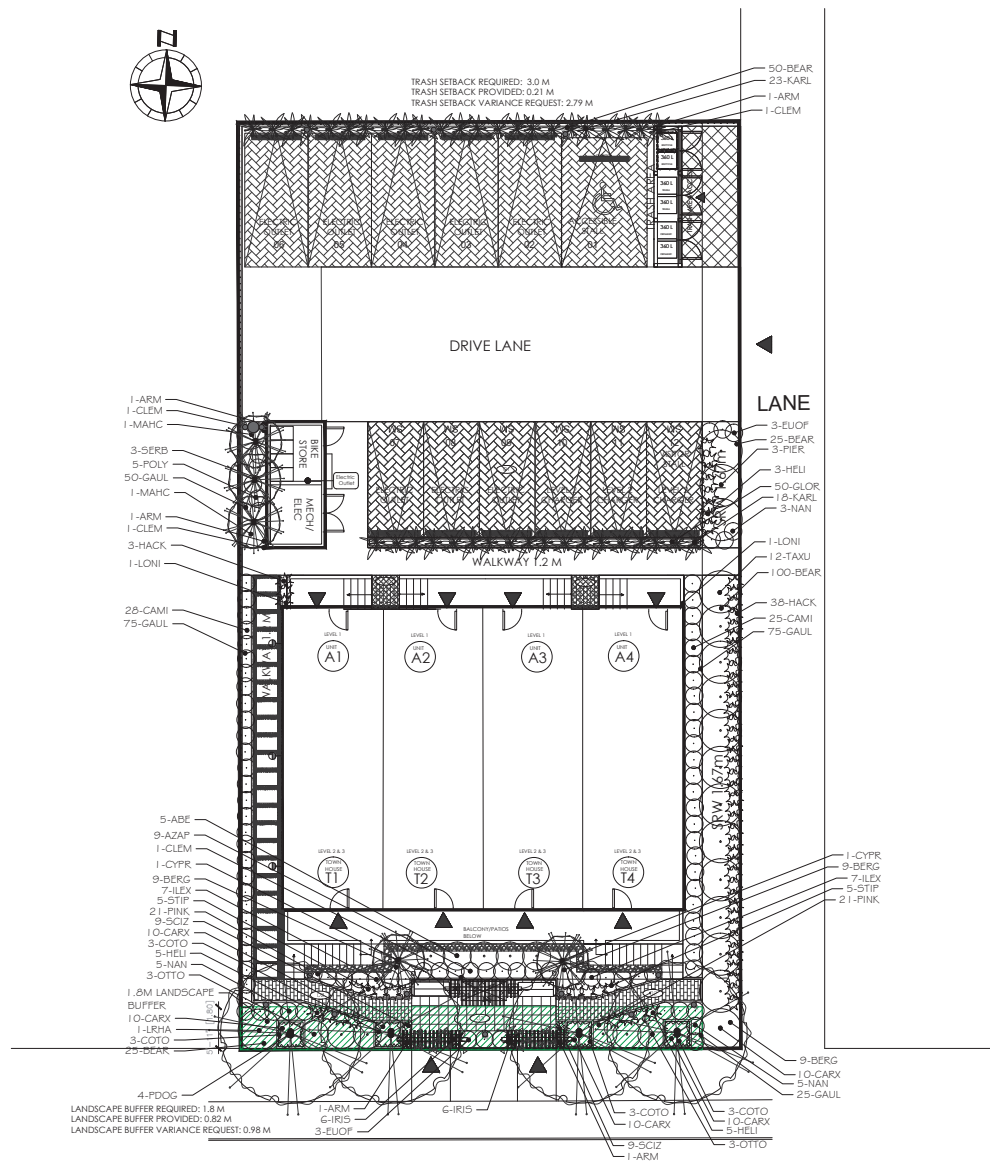 N
TRASH SETBACK REQUIRED: 3.0 M
TRASH SETBACK PROVIDED: 0.21 M
TRASH SETBACK VARIANCE REQUEST: 2.79 M
50-BEAR
23-KARL
1-ARM
1-CLEM
360 L
360 L
360 L
360 L
360 L
360 L
ELECTRIC OUTLET 06
ELECTRIC OUTLET 05
ELECTRIC OUTLET 04
ELECTRIC OUTLET 03
ELECTRIC OUTLET 02
ACCESSIBLE STALL 01
DRIVE LANE
LANE
1-ARM
1-CLEM
1-MAHC
3-SERB
5-POLY
50-GAUL
1-MAHC
1-ARM
1-CLEM
3-HACK
1-LONI
28-CAMI
75-GAUL
BIKE STORE
MECH/ ELEC
Electric Outlet
3-EUOF
25-BEAR
3-PIER
3-HELI
50-GLOR
18-KARL
3-NAN
1-LONI
12-TAXU
100-BEAR
38-HACK
25-CAMI
75-GAUL
WALKWAY 1.2 M
LEVEL 1
UNIT
A1
LEVEL 1
UNIT
A2
LEVEL 1
UNIT
A3
LEVEL 1
UNIT
A4
SRW 1.67m
LEVEL 2 & 3
TOWN HOUSE
T1
LEVEL 2 & 3
TOWN HOUSE
T2
LEVEL 2 & 3
TOWN HOUSE
T3
LEVEL 2 & 3
TOWN HOUSE
T4
BALCONY/PATIOS
BELOW
5-ABE
9-AZAP
1-CLEM
1-CYPR
9-BERG
7-ILEX
5-STIP
21-PINK
9-SCIZ
10-CARX
3-COTO
5-HELI
5-NAN
3-OTTO
1.8M LANDSCAPE
BUFFER
10-CARX
1-LRHA
3-COTO
25-BEAR
4-PDOG
1-CYPR
9-BERG
7-ILEX
5-STIP
21-PINK
9-BERG
10-CARX
5-NAN
25-GAUL
LANDSCAPE BUFFER REQUIRED: 1.8 M
LANDSCAPE BUFFER PROVIDED: 0.82 M
LANDSCAPE BUFFER VARIANCE REQUEST: 0.98 M
1-ARM
6-IRIS
3-EUOF
6-IRIS
3-COTO
10-CARX
9-SCIZ
1-ARM
3-COTO
10-CARX
5-HELI
3-OTTO